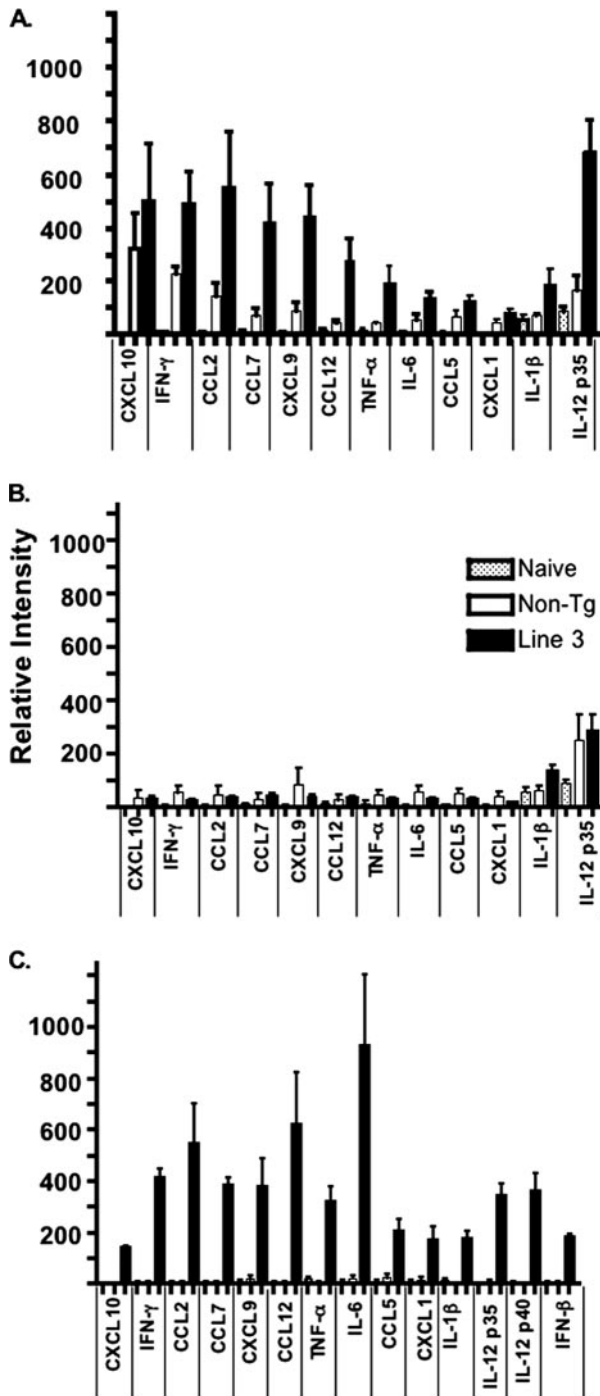 A.
1000
800
600
400
200
CXCL10
IFN-γ
CCL2
CCL7
CXCL9
CCL12
TNF-α
IL-6
CCL5
CXCL1
IL-1β
IL-12 p35
B.
Relative Intensity
1000
800
600
400
200
Naive
Non-Tg
Line 3
CXCL10
IFN-γ
CCL2
CCL7
CXCL9
CCL12
TNF-α
IL-6
CCL5
CXCL1
IL-1β
IL-12 p35
C.
1000
800
600
400
200
CXCL10
IFN-γ
CCL2
CCL7
CXCL9
CCL12
TNF-α
IL-6
CCL5
CXCL1
IL-1β
IL-12 p35
IL-12 p40
IFN-β